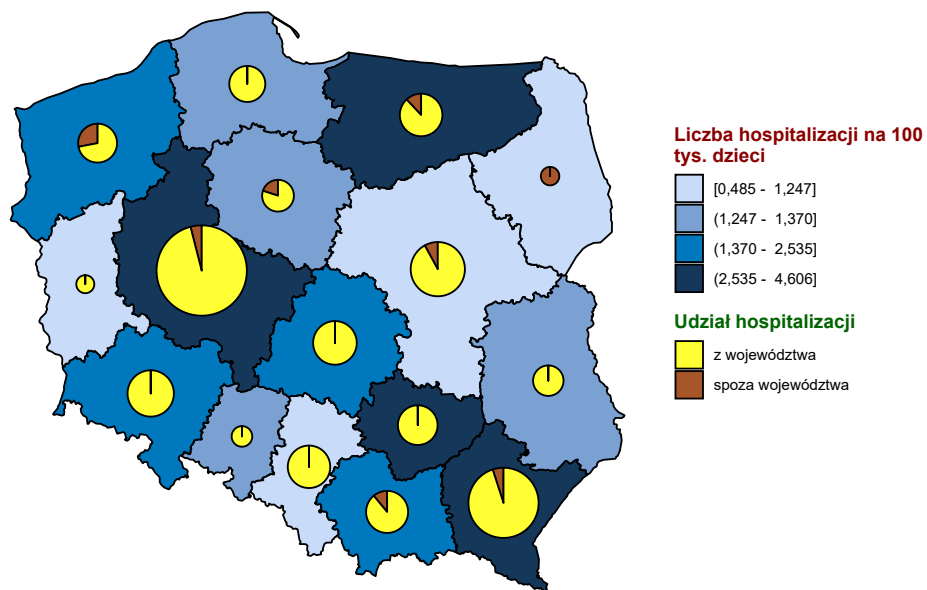 Liczba hospitalizacji na 100
tys. dzieci
[0,485 - 1,247]
(1,247 - 1,370]
(1,370 - 2,535]
(2,535 - 4,606]
Udział hospitalizacji
z województwa
spoza województwa